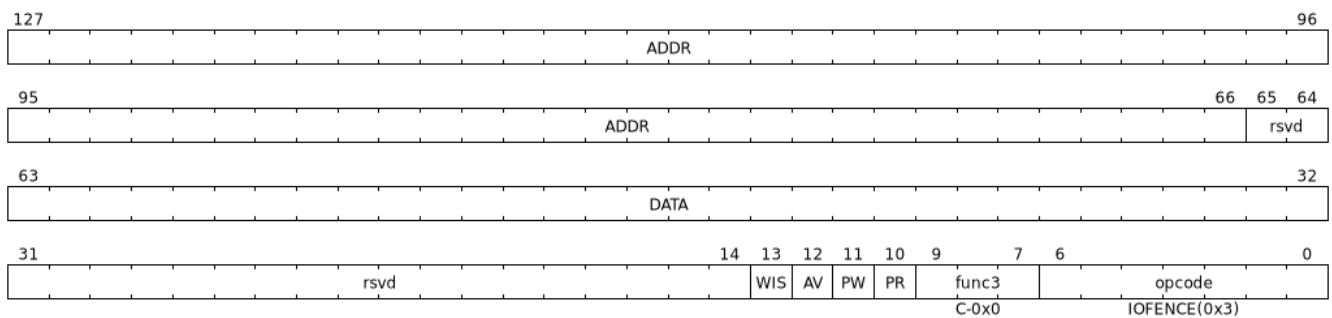 127 96
ADDR
95 66 65 64
ADDR rsvd
63 32
DATA
31 14 13 12 11 10 9 7 6 0
rsvd WIS AV PW PR func3 opcode
C-0x0 IOFENCE(0x3)